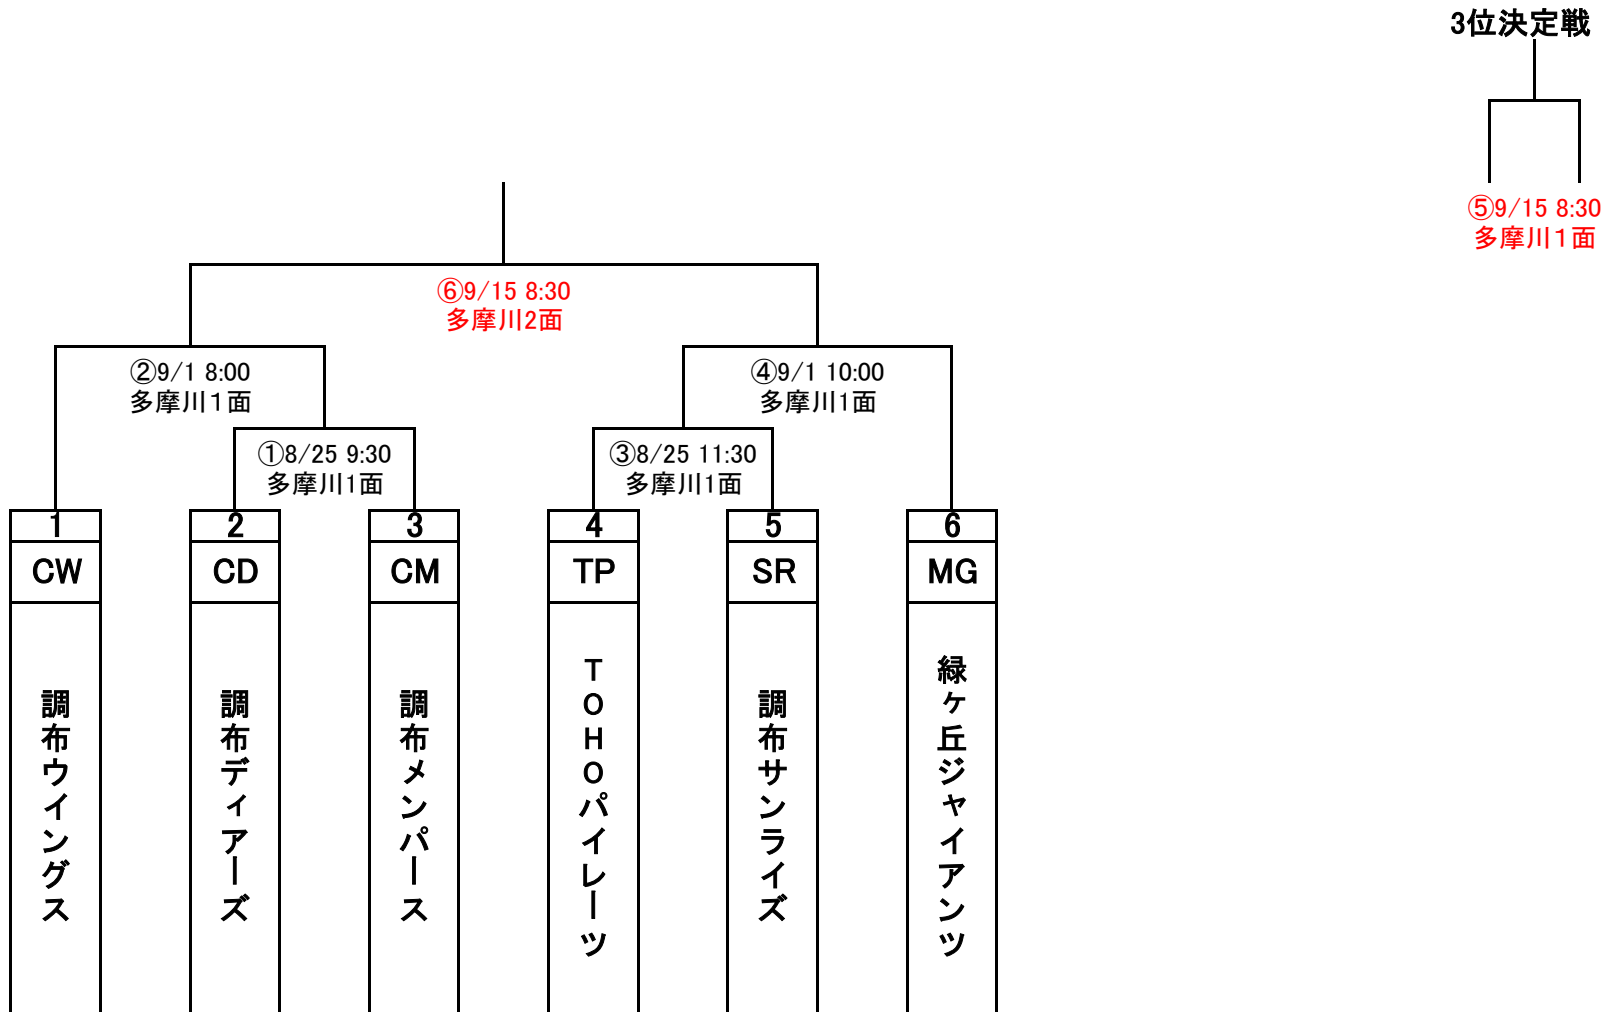 3位決定戦
⑤9/15 8:30
多摩川１面
⑥9/15 8:30
多摩川2面
②9/1 8:00
多摩川１面
④9/1 10:00
多摩川1面
①8/25 9:30
多摩川1面
③8/25 11:30
多摩川1面
1
2
3
4
5
6
CW
CD
CM
TP
SR
MG
調布ウイングス
調布ディアーズ
調布メンパース
TOHOパイレーツ
調布サンライズ
緑ヶ丘ジャイアンツ